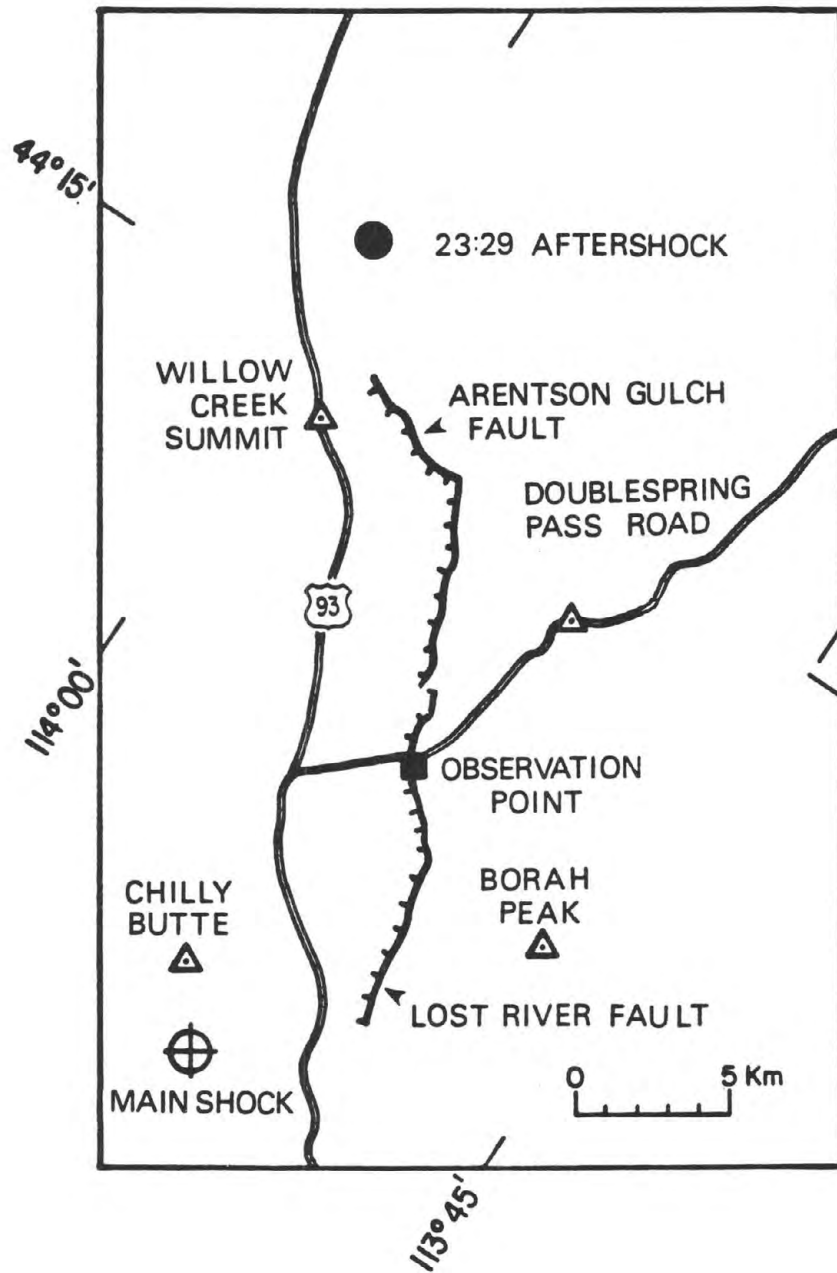 44°15'
23:29 AFTERSHOCK
WILLOW
CREEK
SUMMIT
ARENTSON GULCH
FAULT
DOUBLESPRING
PASS ROAD
93
114°00'
OBSERVATION
POINT
CHILLY
BUTTE
BORAH
PEAK
LOST RIVER FAULT
0 5 Km
MAIN SHOCK
113°45'